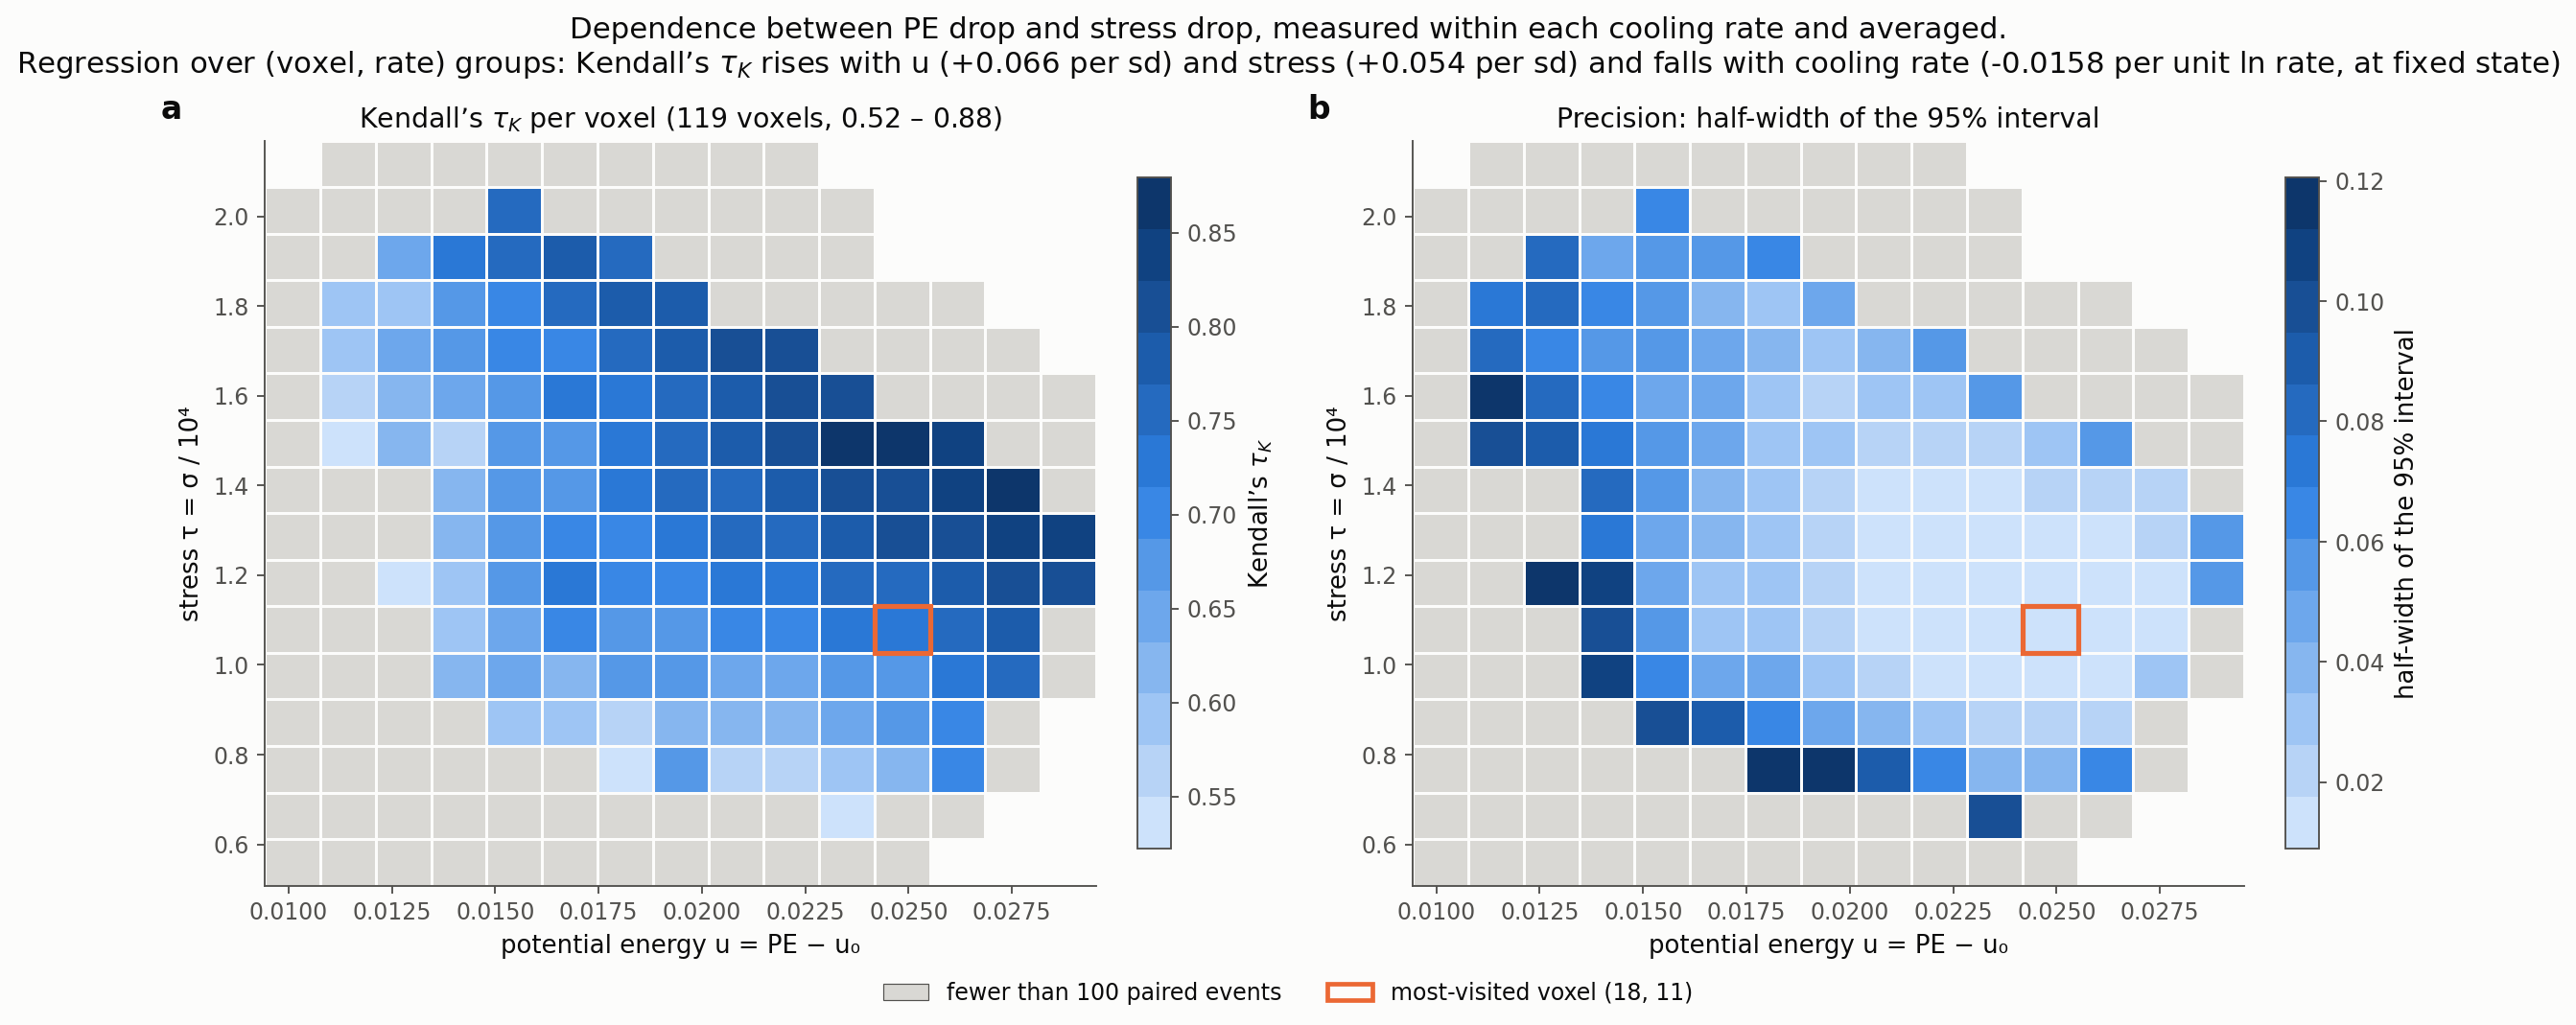 Dependence between PE drop and stress drop, measured within each cooling rate and averaged.
Regression over (voxel, rate) groups: Kendall’s τK rises with u (+0.066 per sd) and stress (+0.054 per sd) and falls with cooling rate (-0.0158 per unit ln rate, at fixed state)
a
Kendall’s τK per voxel (119 voxels, 0.52 – 0.88)
stress τ = σ / 10⁴
2.0
1.8
1.6
1.4
1.2
1.0
0.8
0.6
0.0100 0.0125 0.0150 0.0175 0.0200 0.0225 0.0250 0.0275
potential energy u = PE − u₀
0.85
0.80
0.75
0.70
0.65
0.60
0.55
Kendall’s τK
b
Precision: half-width of the 95% interval
stress τ = σ / 10⁴
2.0
1.8
1.6
1.4
1.2
1.0
0.8
0.6
0.0100 0.0125 0.0150 0.0175 0.0200 0.0225 0.0250 0.0275
potential energy u = PE − u₀
0.12
0.10
0.08
0.06
0.04
0.02
half-width of the 95% interval
fewer than 100 paired events
most-visited voxel (18, 11)